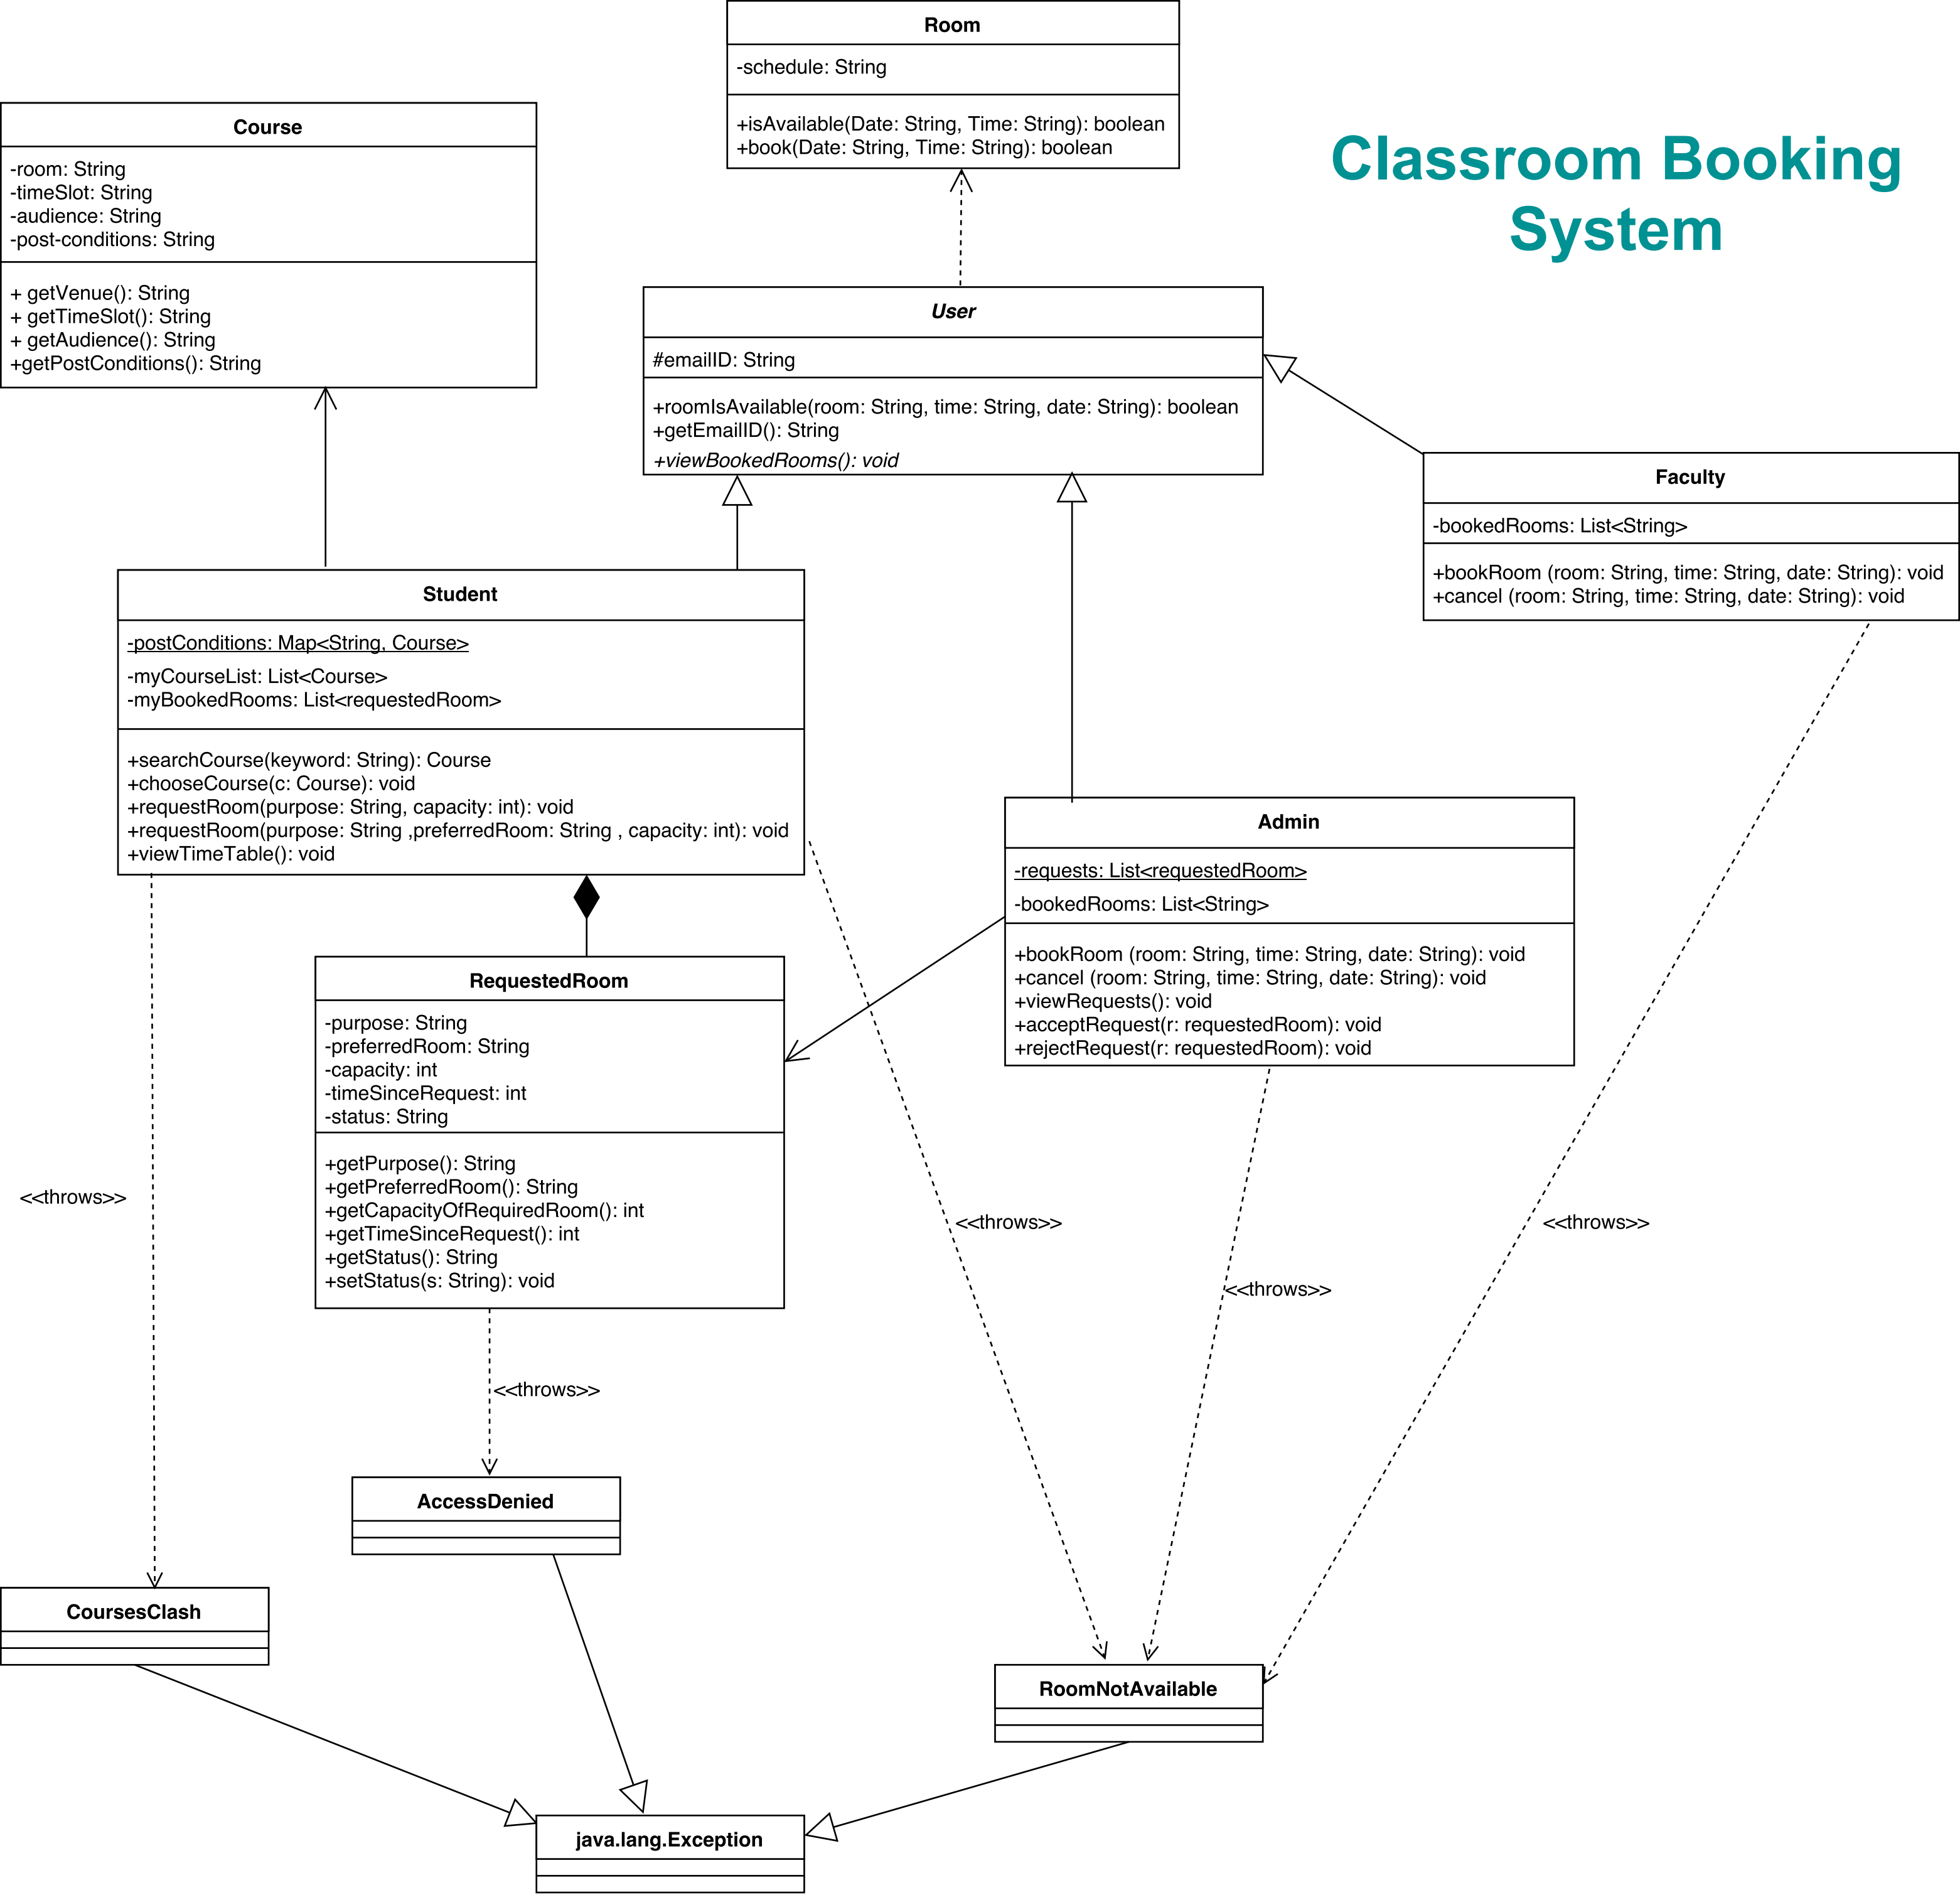 Room
-schedule: String
+isAvailable(Date: String, Time: String): boolean
+book(Date: String, Time: String): boolean
Classroom Booking
System
Course
-room: String
-timeSlot: String
-audience: String
-post-conditions: String
+ getVenue(): String
+ getTimeSlot(): String
+ getAudience(): String
+getPostConditions(): String
User
#emailID: String
+roomIsAvailable(room: String, time: String, date: String): boolean
+getEmailID(): String
+viewBookedRooms(): void
Faculty
-bookedRooms: List<String>
+bookRoom (room: String, time: String, date: String): void
+cancel (room: String, time: String, date: String): void
Student
-postConditions: Map<String, Course>
-myCourseList: List<Course>
-myBookedRooms: List<requestedRoom>
+searchCourse(keyword: String): Course
+chooseCourse(c: Course): void
+requestRoom(purpose: String, capacity: int): void
+requestRoom(purpose: String ,preferredRoom: String , capacity: int): void
+viewTimeTable(): void
Admin
-requests: List<requestedRoom>
-bookedRooms: List<String>
+bookRoom (room: String, time: String, date: String): void
+cancel (room: String, time: String, date: String): void
+viewRequests(): void
+acceptRequest(r: requestedRoom): void
+rejectRequest(r: requestedRoom): void
RequestedRoom
-purpose: String
-preferredRoom: String
-capacity: int
-timeSinceRequest: int
-status: String
+getPurpose(): String
+getPreferredRoom(): String
+getCapacityOfRequiredRoom(): int
+getTimeSinceRequest(): int
+getStatus(): String
+setStatus(s: String): void
<<throws>>
<<throws>>
<<throws>>
<<throws>>
<<throws>>
AccessDenied
CoursesClash
RoomNotAvailable
java.lang.Exception